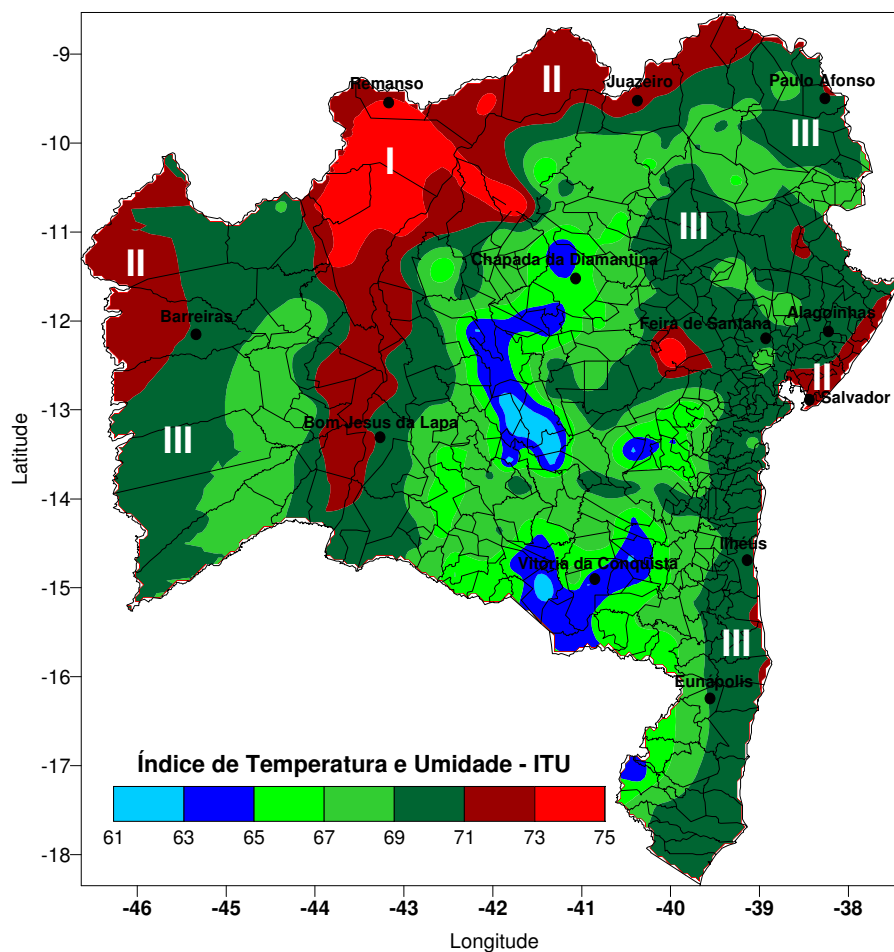 -9
-10
-11
-12
-13
-14
-15
-16
-17
-18
Latitude
Remanso
II
Juazeiro
Paulo Afonso
III
I
III
II
Chapada da Diamantina
Barreiras
Feira de Santana
Alagoinhas
II
Salvador
III
Bom Jesus da Lapa
Ilhéus
Vitória da Conquista
III
Eunápolis
Índice de Temperatura e Umidade - ITU
61 63 65 67 69 71 73 75
-46 -45 -44 -43 -42 -41 -40 -39 -38
Longitude